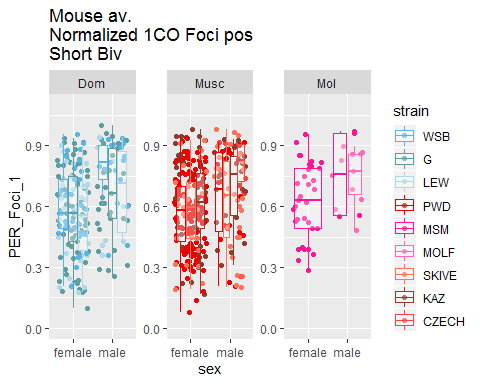 Mouse av.
Normalized 1CO Foci pos
Short Biv
Dom
Musc
Mol
PER_Foci_1
0.9
0.6
0.3
0.0
0.9
0.6
0.3
0.0
0.9
0.6
0.3
0.0
female male
female male
female male
sex
strain
WSB
G
LEW
PWD
MSM
MOLF
SKIVE
KAZ
CZECH